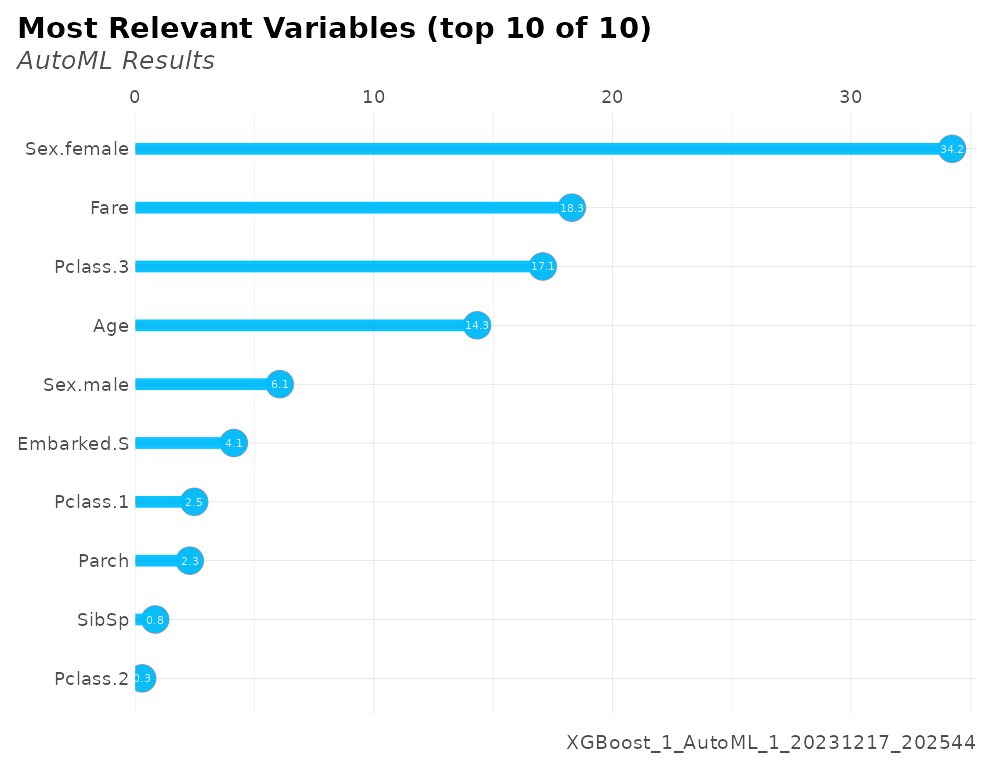 Most Relevant Variables (top 10 of 10)
AutoML Results
0 10 20 30
Sex.female 34.2
Fare 18.3
Pclass.3 17.1
Age 14.3
Sex.male 6.1
Embarked.S 4.1
Pclass.1 2.5
Parch 2.3
SibSp 0.8
Pclass.2 0.3
XGBoost_1_AutoML_1_20231217_202544